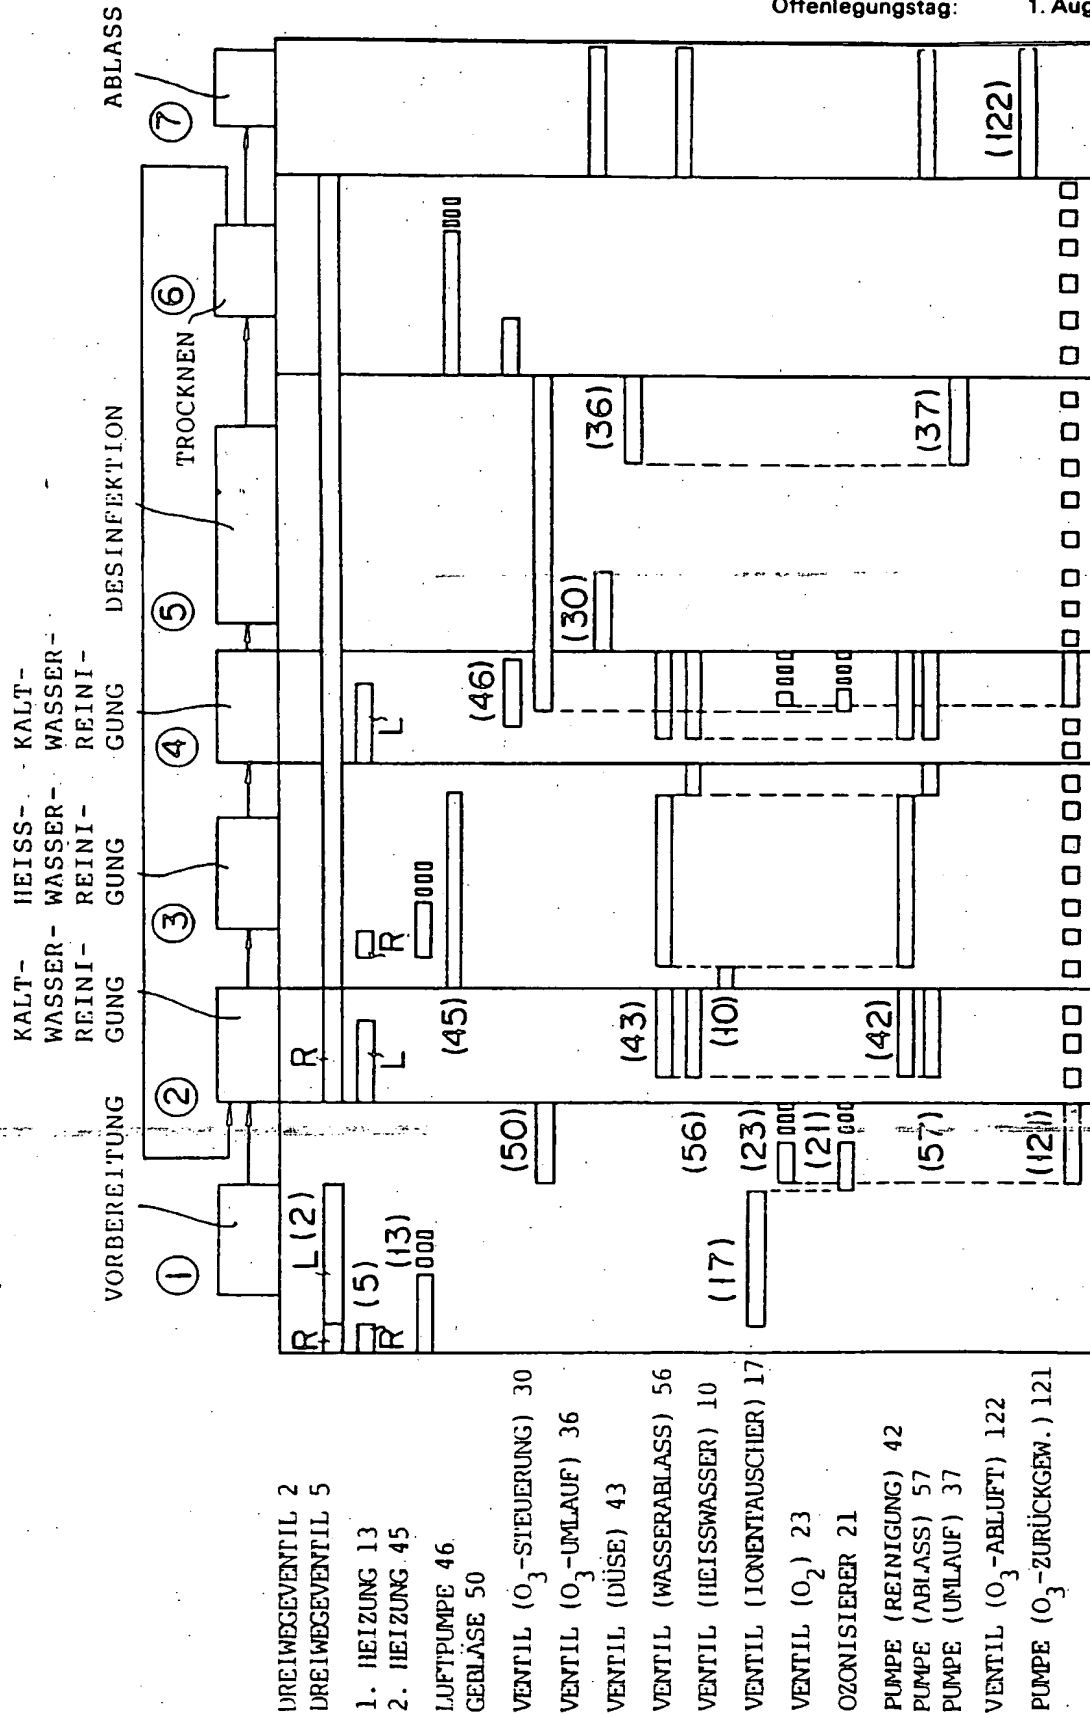 Offenlegungstag: 1. Aug
VORBEREITUNG
KALT-
WASSER-
REINI-
GUNG
HEISS-
WASSER-
REINI-
GUNG
KALT-
WASSER-
REINI-
GUNG
DESINFEKTION
TROCKNEN
ABLASS
1
2
3
4
5
6
7
DREIWEGEVENTIL 2
DREIWEGEVENTIL 5
1. HEIZUNG 13
2. HEIZUNG 45
LUFTPUMPE 46
GEBLÄSE 50
VENTIL (O3-STEUERUNG) 30
VENTIL (O3-UMLAUF) 36
VENTIL (DÜSE) 43
VENTIL (WASSERABLASS) 56
VENTIL (HEISSWASSER) 10
VENTIL (IONENTAUSCHER) 17
VENTIL (O2) 23
OZONISIERER 21
PUMPE (REINIGUNG) 42
PUMPE (ABLASS) 57
PUMPE (UMLAUF) 37
VENTIL (O3-ABLUFT) 122
PUMPE (O3-ZURÜCKGEW.) 121
R L (2) R
R (5) L R L
(13)
(45)
(46)
(50)
(30)
(36)
(43)
(56)
(10)
(17)
(23)
(21)
(42)
(57)
(37)
(122)
(121)